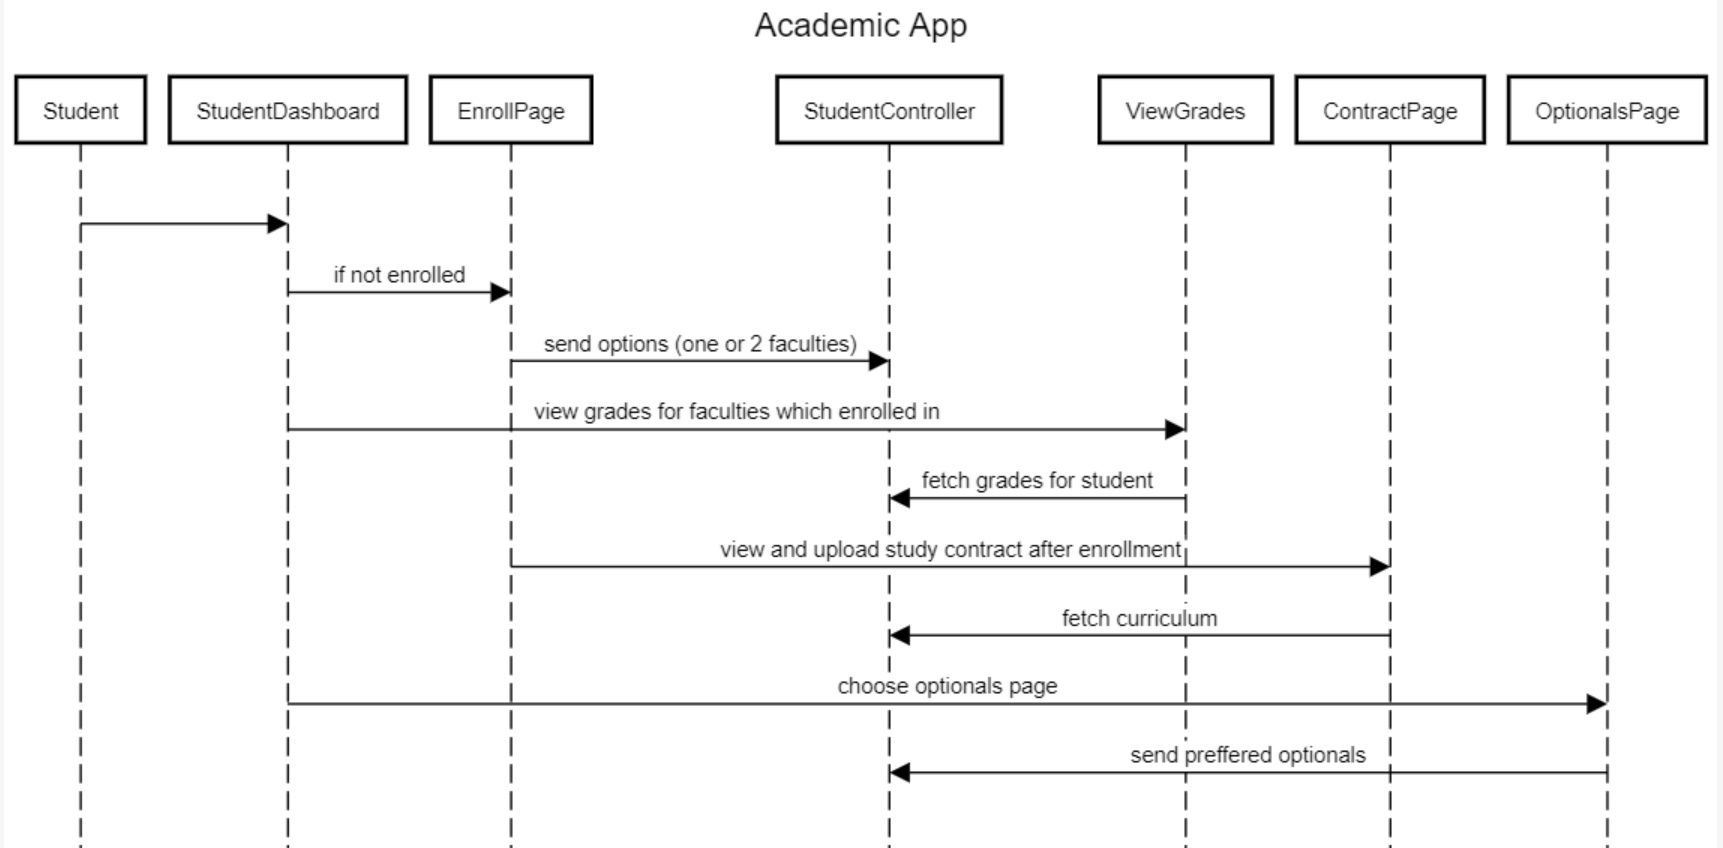 Academic App
Student
StudentDashboard
EnrollPage
StudentController
ViewGrades
ContractPage
OptionalsPage
if not enrolled
send options (one or 2 faculties)
view grades for faculties which enrolled in
fetch grades for student
view and upload study contract after enrollment
fetch curriculum
choose optionals page
send preffered optionals